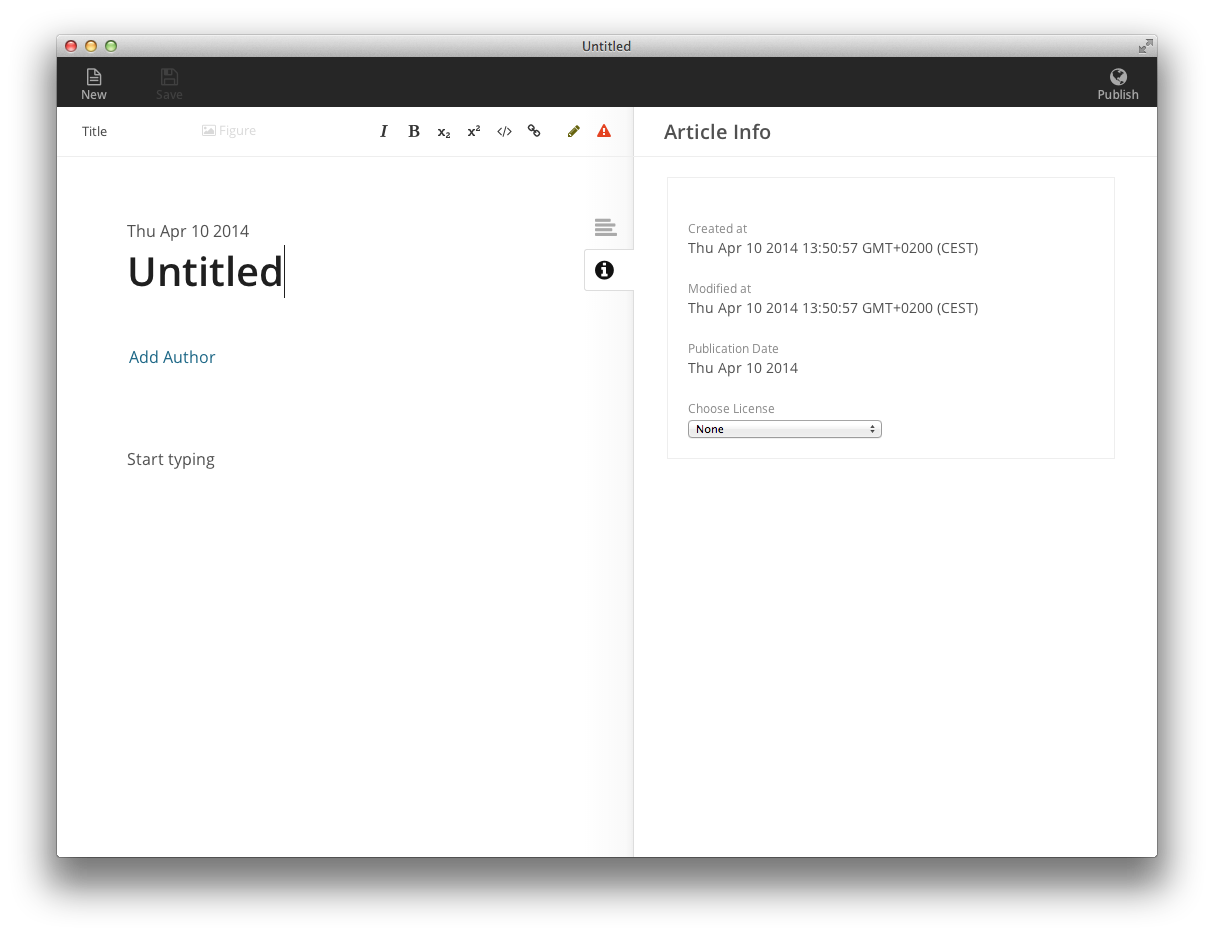 Untitled
New
Save
Publish
Title
Figure
I B x₂ x² </>
Article Info
Thu Apr 10 2014
Untitled
Add Author
Start typing
Created at
Thu Apr 10 2014 13:50:57 GMT+0200 (CEST)
Modified at
Thu Apr 10 2014 13:50:57 GMT+0200 (CEST)
Publication Date
Thu Apr 10 2014
Choose License
None